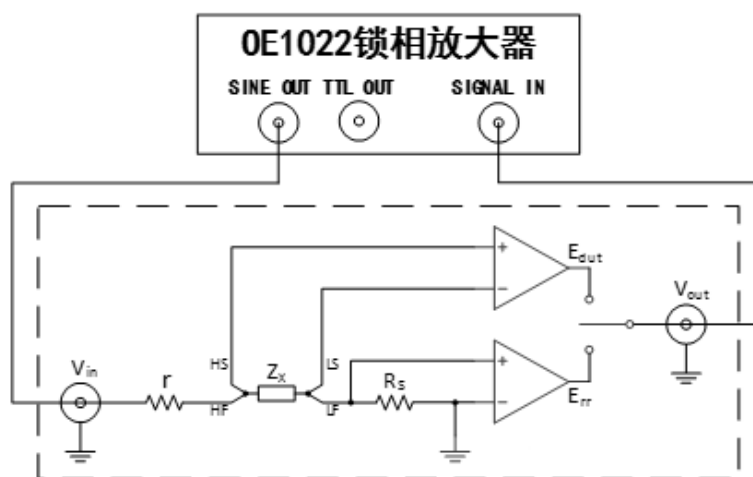 OE1022锁相放大器
SINE OUT TTL OUT SIGNAL IN
E_dut
V_out
HS
LS
V_in
r
Z_x
R_s
HF
LF
E_rr
+
−
+
−